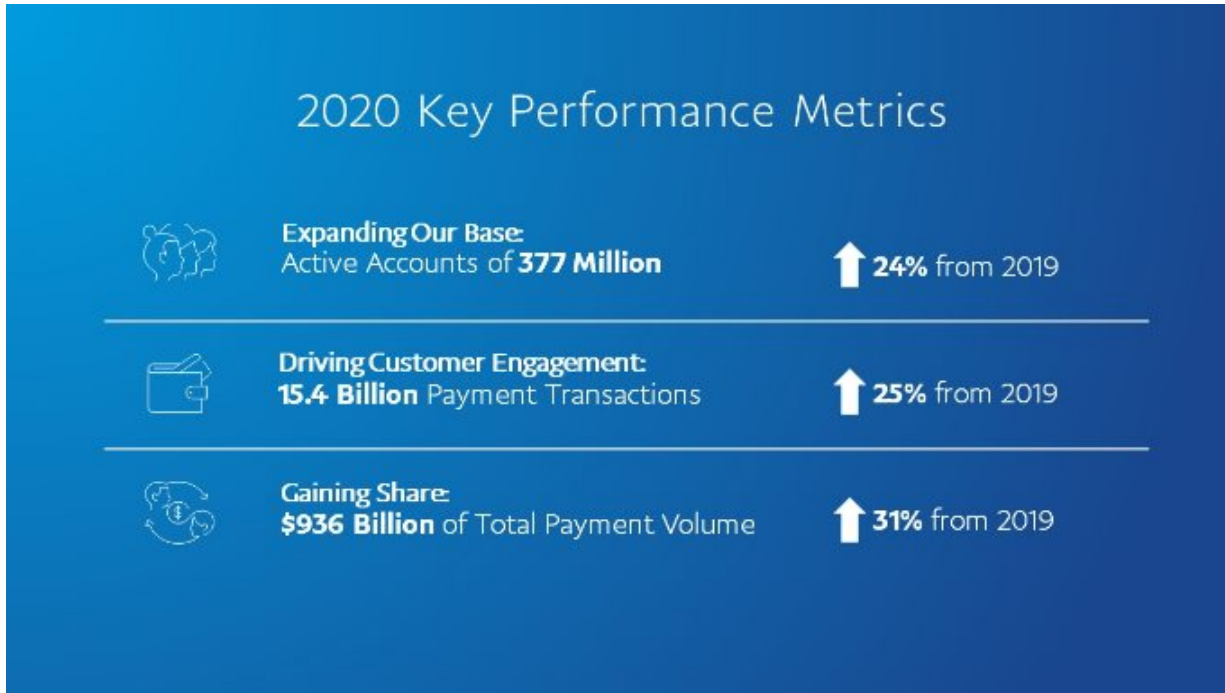 2020 Key Performance Metrics
Expanding Our Base:
Active Accounts of 377 Million
24% from 2019
Driving Customer Engagement:
15.4 Billion Payment Transactions
25% from 2019
Gaining Share:
$936 Billion of Total Payment Volume
31% from 2019